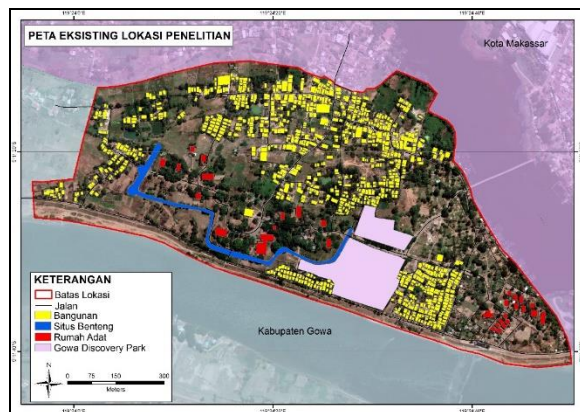 PETA EKSISTING LOKASI PENELITIAN
Kota Makassar
Kabupaten Gowa
KETERANGAN
Batas Lokasi
Jalan
Bangunan
Situs Benteng
Rumah Adat
Gowa Discovery Park
N
0 75 150 300
Meters